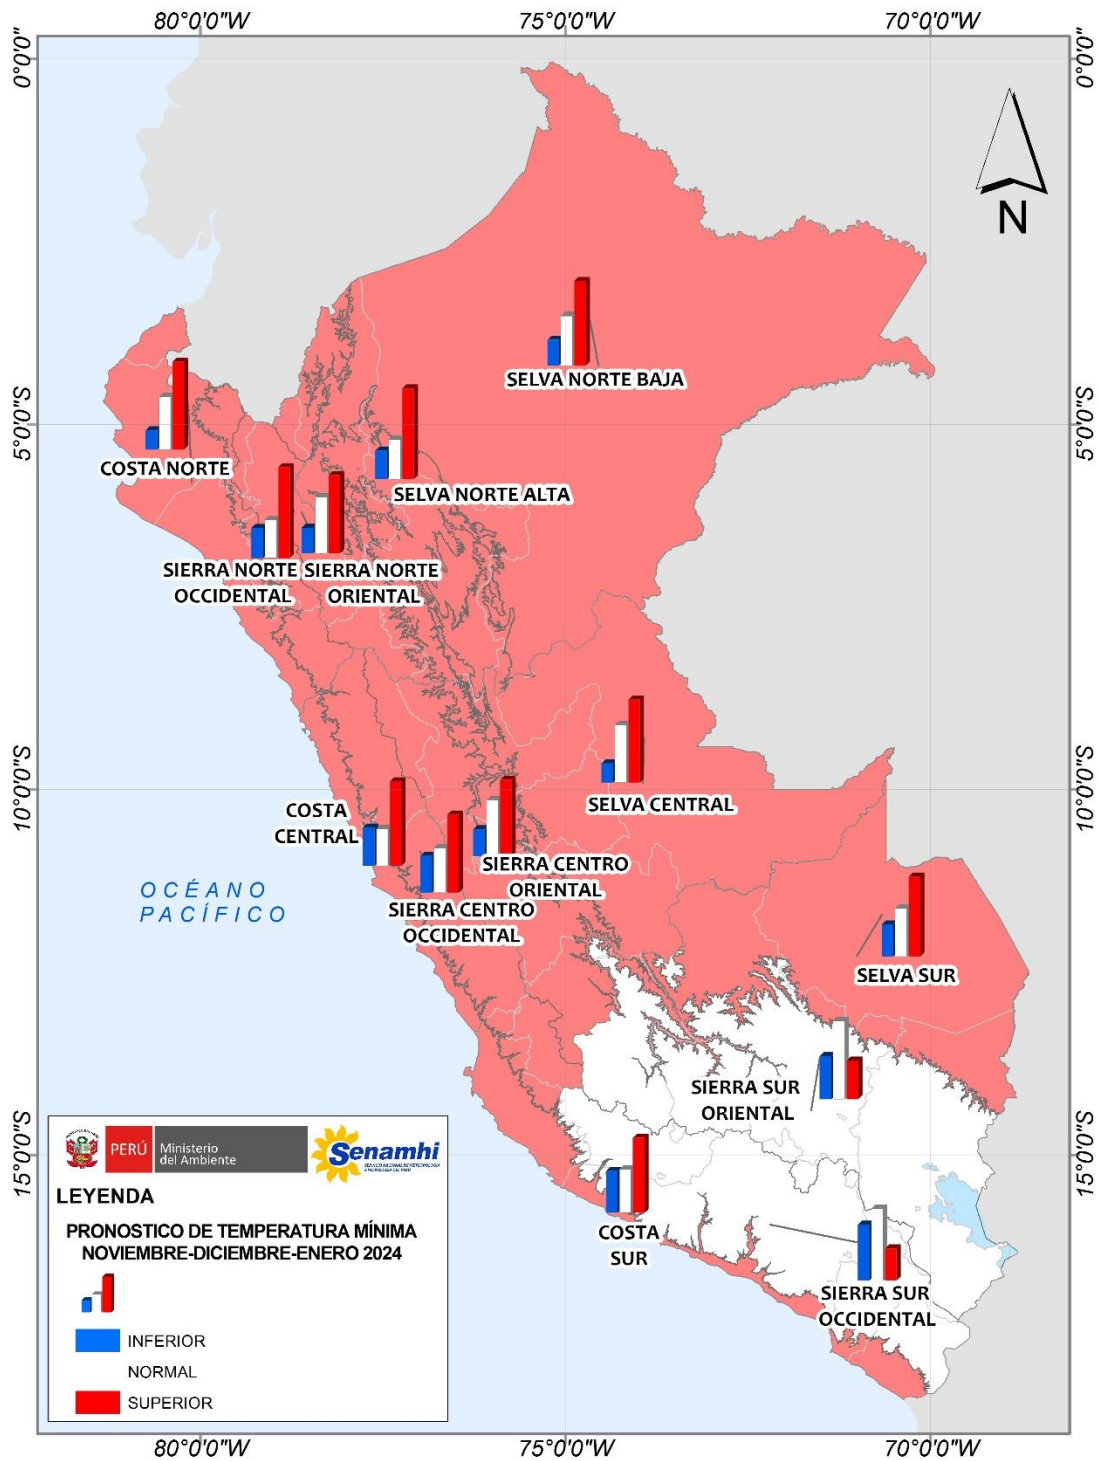 80°0'0"W
75°0'0"W
70°0'0"W
0°0'0"
0°0'0"
N
SELVA NORTE BAJA
5°0'0"S
5°0'0"S
COSTA NORTE
SELVA NORTE ALTA
SIERRA NORTE
OCCIDENTAL
SIERRA NORTE
ORIENTAL
10°0'0"S
10°0'0"S
SELVA CENTRAL
COSTA
CENTRAL
SIERRA CENTRO
ORIENTAL
SIERRA CENTRO
OCCIDENTAL
OCÉANO
PACÍFICO
SELVA SUR
SIERRA SUR
ORIENTAL
15°0'0"S
15°0'0"S
COSTA
SUR
SIERRA SUR
OCCIDENTAL
PERÚ
Ministerio
del Ambiente
Senamhi
LEYENDA
PRONOSTICO DE TEMPERATURA MÍNIMA
NOVIEMBRE-DICIEMBRE-ENERO 2024
INFERIOR
NORMAL
SUPERIOR
80°0'0"W
75°0'0"W
70°0'0"W